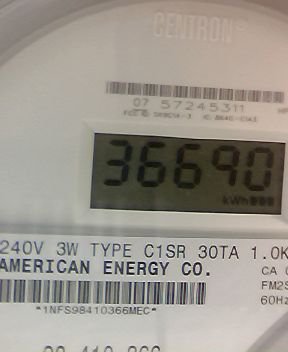 CENTRON®
07 57245311
36690
kWh
240V 3W TYPE C1SR 30TA 1.0K
AMERICAN ENERGY CO.
CA
FM2S
60Hz
*1NFS98410366MEC*